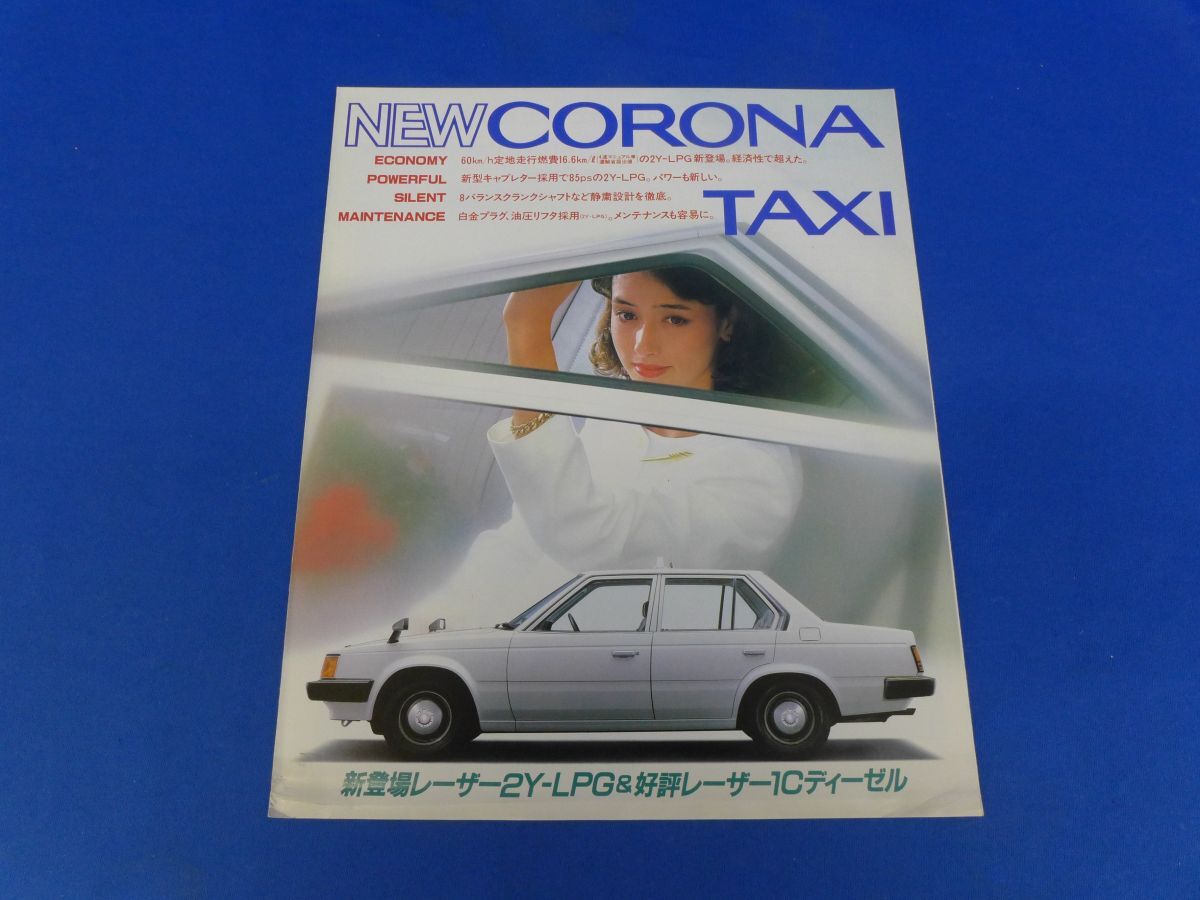 NEW CORONA
ECONOMY 60km/h定地走行燃費16.6km/ℓ(の2Y-LPG新登場。経済性で超えた。
POWERFUL 新型キャブレター採用で85psの2Y-LPG。パワーも新しい。
SILENT 8バランスクランクシャフトなど静粛設計を徹底。
MAINTENANCE 白金プラグ、油圧リフタ採用(2Y-LPG)。メンテナンスも容易に。
TAXI
新登場レーザー2Y-LPG&好評レーザー1Cディーゼル